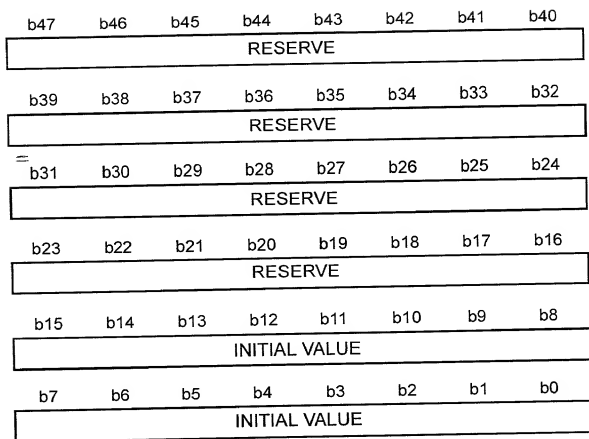 b47 b46 b45 b44 b43 b42 b41 b40
RESERVE
b39 b38 b37 b36 b35 b34 b33 b32
RESERVE
b31 b30 b29 b28 b27 b26 b25 b24
RESERVE
b23 b22 b21 b20 b19 b18 b17 b16
RESERVE
b15 b14 b13 b12 b11 b10 b9 b8
INITIAL VALUE
b7 b6 b5 b4 b3 b2 b1 b0
INITIAL VALUE